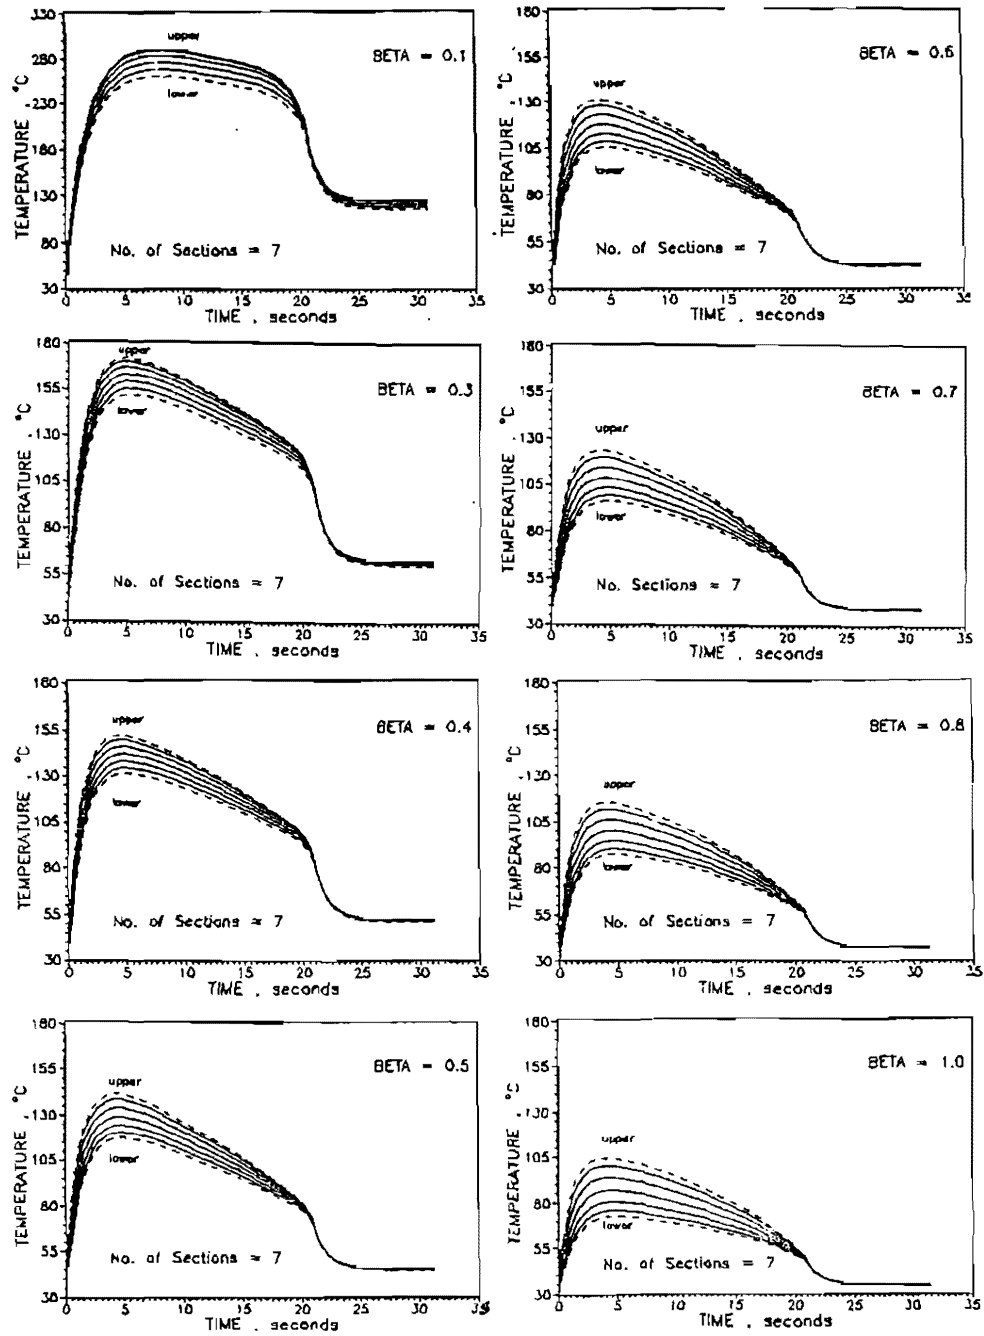 330
280
230
180
130
80
30
TEMPERATURE , °C
upper
lower
BETA = 0.1
No. of Sections = 7
0 5 10 15 20 25 30 35
TIME , seconds
180
155
130
105
80
55
30
TEMPERATURE , °C
upper
lower
BETA = 0.6
No. of Sections = 7
0 5 10 15 20 25 30 35
TIME , seconds
180
155
130
105
80
55
30
TEMPERATURE , °C
upper
lower
BETA = 0.3
No. of Sections = 7
0 5 10 15 20 25 30 35
TIME , seconds
180
155
130
105
80
55
30
TEMPERATURE , °C
upper
lower
BETA = 0.7
No. of Sections = 7
0 5 10 15 20 25 30 35
TIME , seconds
180
155
130
105
80
55
30
TEMPERATURE , °C
upper
lower
BETA = 0.4
No. of Sections = 7
0 5 10 15 20 25 30 35
TIME , seconds
180
155
130
105
80
55
30
TEMPERATURE , °C
upper
lower
BETA = 0.8
No. of Sections = 7
0 5 10 15 20 25 30 35
TIME , seconds
180
155
130
105
80
55
30
TEMPERATURE , °C
upper
lower
BETA = 0.5
No. of Sections = 7
0 5 10 15 20 25 30 35
TIME , seconds
180
155
130
105
80
55
30
TEMPERATURE , °C
upper
lower
BETA = 1.0
No. of Sections = 7
0 5 10 15 20 25 30 35
TIME , seconds